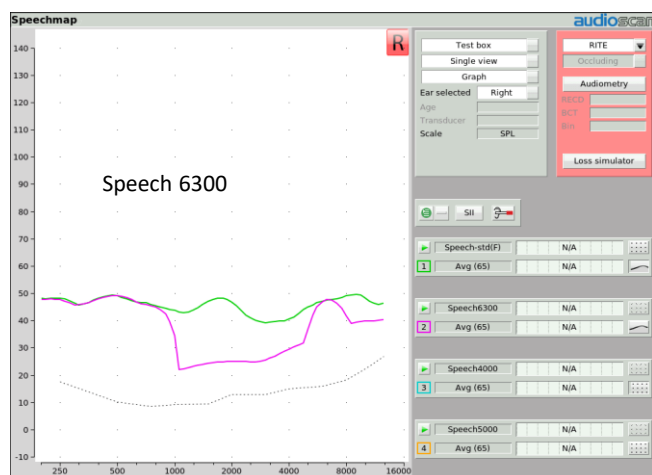 Speechmap
audioscan
R
140
130
120
110
100
90
80
70
60
50
40
30
20
10
0
-10
250 500 1000 2000 4000 8000 16000
Speech 6300
Test box
Single view
Graph
Ear selected Right
Age
Transducer
Scale SPL
RITE
Occluding
Audiometry
RECD
BCT
Bin
Loss simulator
SII
Speech-std(F) N/A
1 Avg (65) N/A
Speech6300 N/A
2 Avg (65) N/A
Speech4000 N/A
3 Avg (65) N/A
Speech5000 N/A
4 Avg (65) N/A